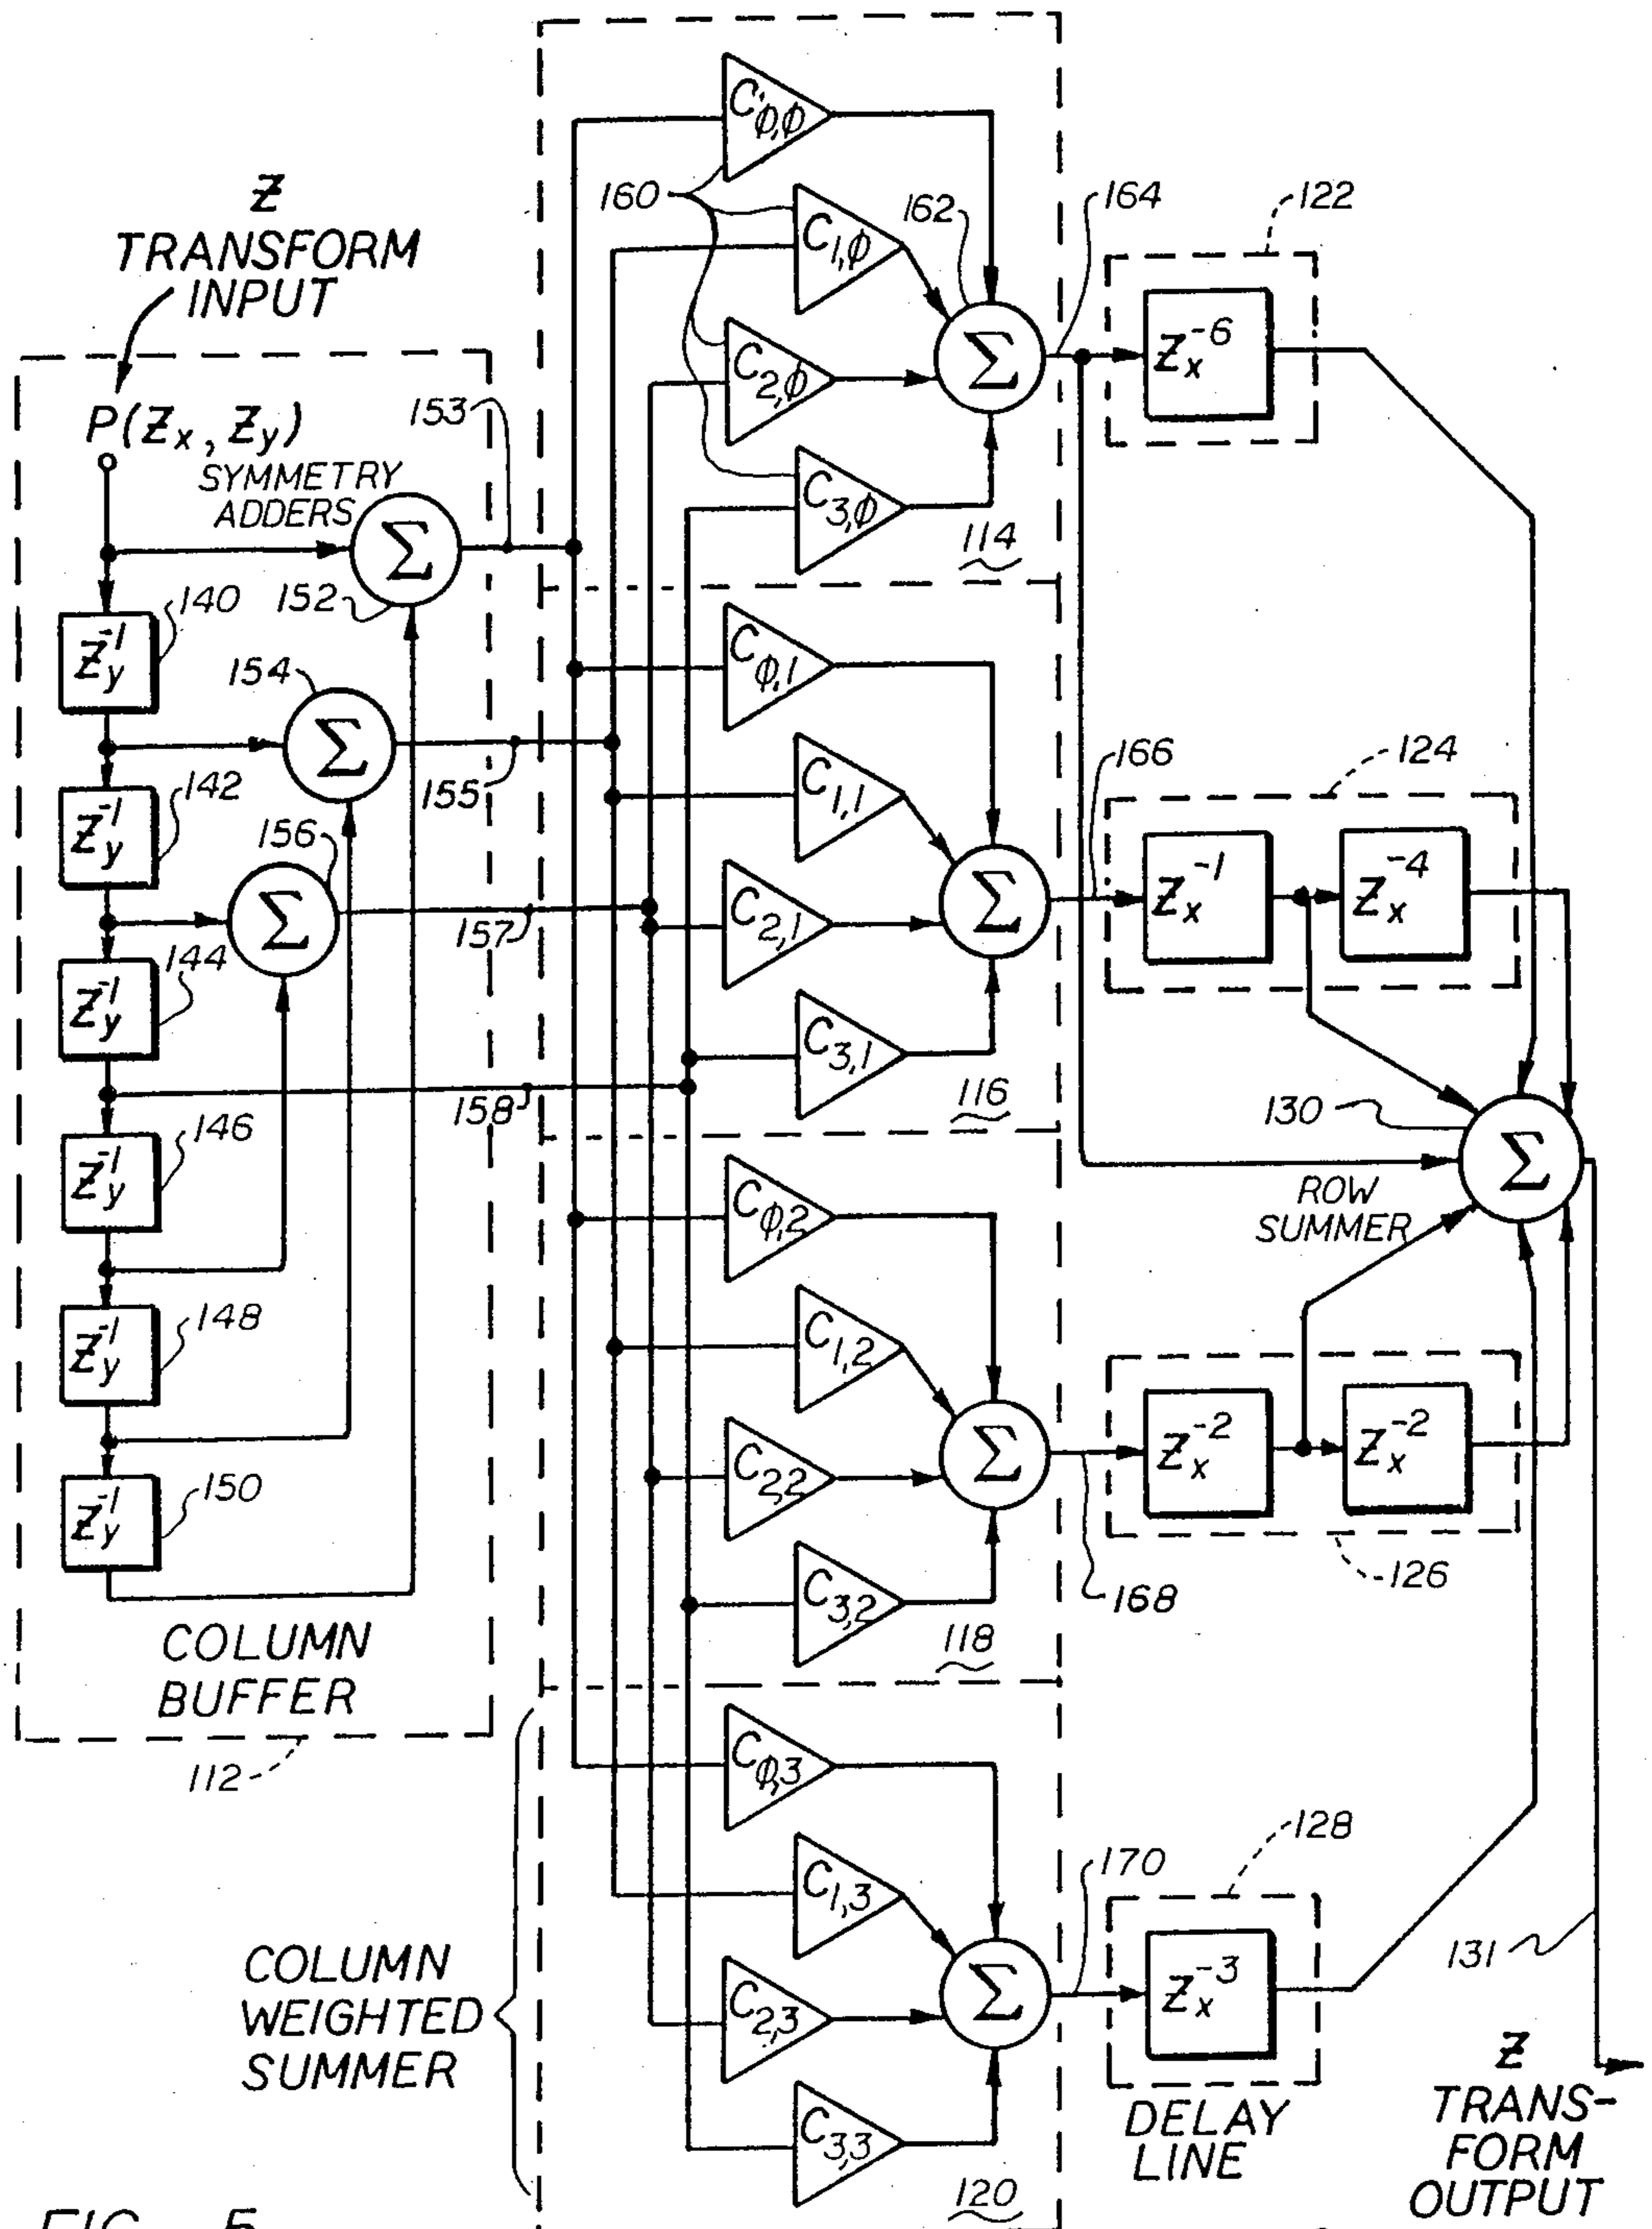 Z
TRANSFORM
INPUT
P(Zx, Zy)
SYMMETRY
ADDERS
Σ
152
153
Zy^-1
140
154
Σ
155
Zy^-1
142
156
Σ
157
Zy^-1
144
158
Zy^-1
146
Zy^-1
148
Zy^-1
150
COLUMN
BUFFER
112
COLUMN
WEIGHTED
SUMMER
Cϕ,ϕ
160
C1,ϕ
162
C2,ϕ
Σ
C3,ϕ
114
Cϕ,1
C1,1
C2,1
Σ
C3,1
116
Cϕ,2
C1,2
C2,2
Σ
C3,2
118
Cϕ,3
C1,3
C2,3
Σ
C3,3
120
164
122
Zx^-6
166
124
Zx^-1
Zx^-4
130
Σ
ROW
SUMMER
Zx^-2
Zx^-2
168
126
170
128
Zx^-3
131
DELAY
LINE
Z
TRANS-
FORM
OUTPUT
FIG. 5